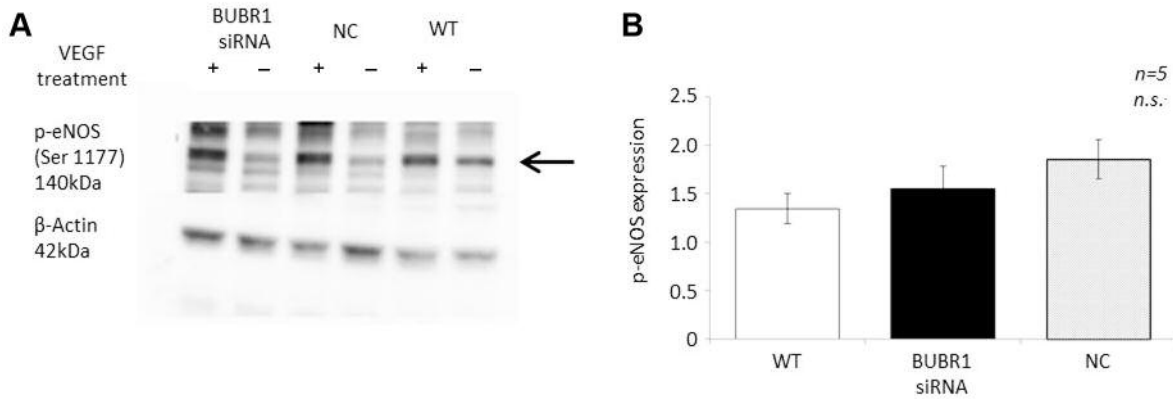 A
BUBR1
siRNA
NC
WT
VEGF
treatment
+ − + − + −
p-eNOS
(Ser 1177)
140kDa
β-Actin
42kDa
B
n=5
n.s.
p-eNOS expression
2.5
2.0
1.5
1.0
0.5
0
WT
BUBR1
siRNA
NC